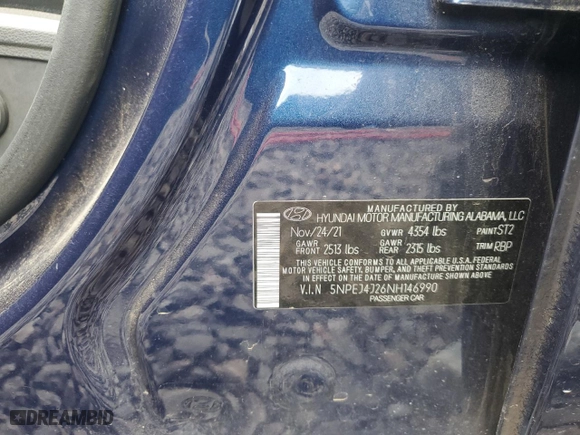 MANUFACTURED BY
HYUNDAI MOTOR MANUFACTURING ALABAMA, LLC
Nov/24/21 GVWR 4354 lbs PAINT ST2
GAWR FRONT 2513 lbs GAWR REAR 2315 lbs TRIM RBP
THIS VEHICLE CONFORMS TO ALL APPLICABLE U.S.A. FEDERAL
MOTOR VEHICLE SAFETY, BUMPER, AND THEFT PREVENTION STANDARDS
IN EFFECT ON THE DATE OF MANUFACTURE SHOWN ABOVE
V.I.N 5NPEJ4J26NH146990
PASSENGER CAR
DREAMBID